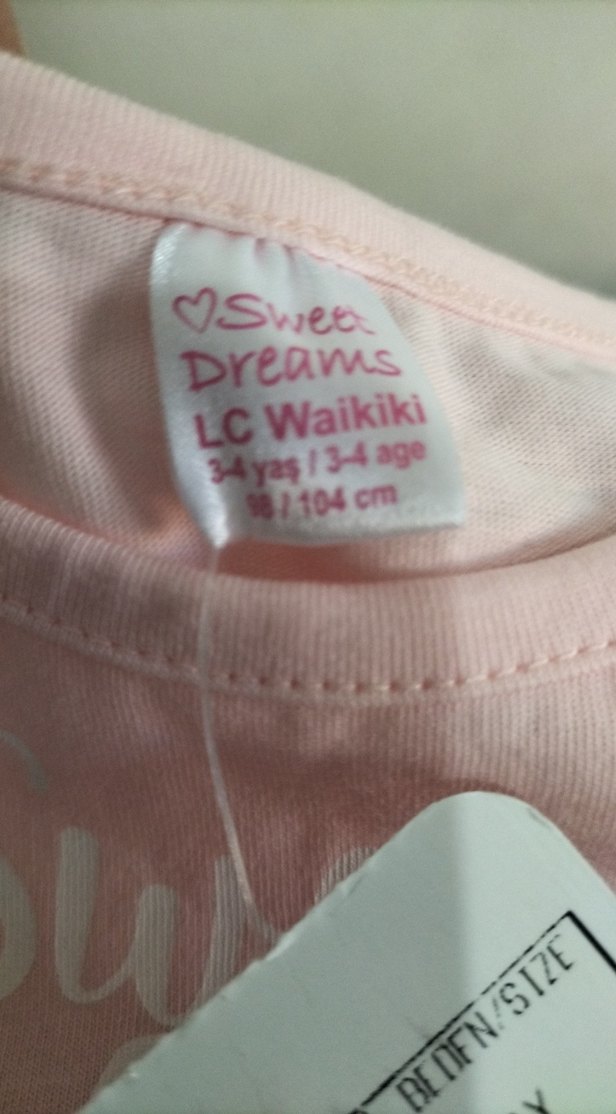 ♡Sweet
Dreams
LC Waikiki
3-4 yaş / 3-4 age
98 / 104 cm
BEDEN/SIZE